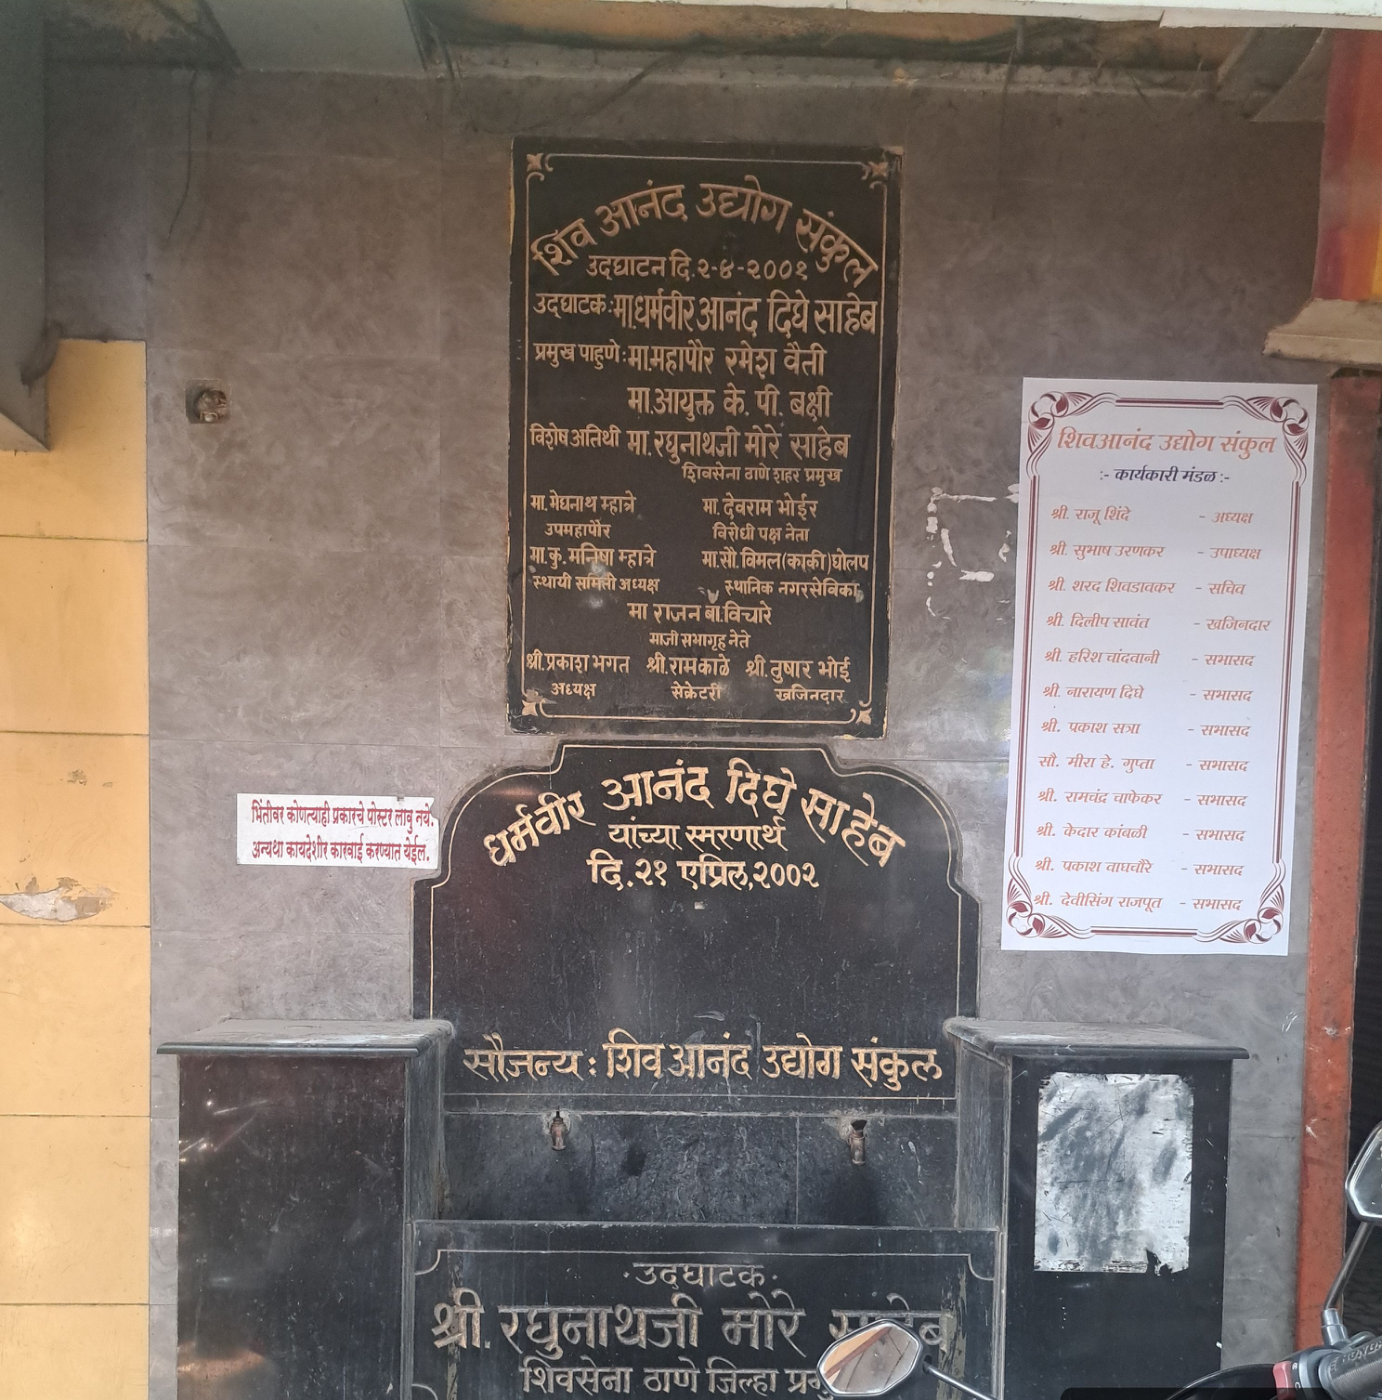 शिव आनंद उद्योग संकुल
उद्घाटन दि. २-४-२००१
उद्घाटक: मा.धर्मवीर आनंद दिघे साहेब
प्रमुख पाहुणे: मा.महापौर रमेश वैती
मा.आयुक्त के. पी. बक्षी
विशेष अतिथी मा. रघुनाथजी मोरे साहेब
शिवसेना ठाणे शहर प्रमुख
मा. मेघनाथ म्हात्रे मा. देवराम भोईर
उपमहापौर विरोधी पक्ष नेता
मा. कु. मनिषा म्हात्रे मा.सौ. विमल (काकी) घोलप
स्थायी समिती अध्यक्ष स्थानिक नगरसेविका
मा राजन बा. विचारे
माजी सभागृह नेते
श्री. प्रकाश भगत श्री. राम काळे श्री. तुषार भोई
अध्यक्ष सेक्रेटरी खजिनदार
शिवआनंद उद्योग संकुल
:- कार्यकारी मंडळ :-
श्री. राजू शिंदे - अध्यक्ष
श्री. सुभाष उरणकर - उपाध्यक्ष
श्री. शरद शिवडावकर - सचिव
श्री. दिलीप सावंत - खजिनदार
श्री. हरिश चांदवानी - सभासद
श्री. नारायण दिघे - सभासद
श्री. प्रकाश सत्रा - सभासद
सौ. मीरा हे. गुप्ता - सभासद
श्री. रामचंद्र चाफेकर - सभासद
श्री. केदार कांबळी - सभासद
श्री. पकाश वाघचौरे - सभासद
श्री. देवीसिंग राजपूत - सभासद
भिंतीवर कोणत्याही प्रकारचे पोस्टर लावु नये.
अन्यथा कायदेशीर कारवाई करण्यात येईल.
धर्मवीर आनंद दिघे साहेब
यांच्या स्मरणार्थ
दि. २१ एप्रिल, २००२
सौजन्य : शिव आनंद उद्योग संकुल
उद्घाटक
श्री. रघुनाथजी मोरे
शिवसेना ठाणे जिल्हा